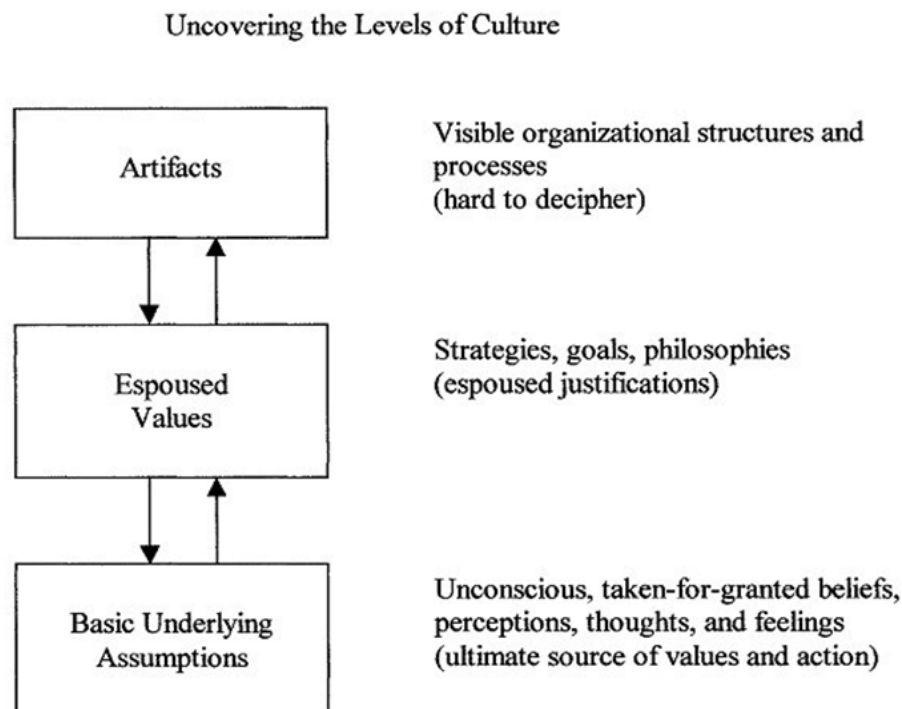 Uncovering the Levels of Culture
Artifacts
Visible organizational structures and
processes
(hard to decipher)
Espoused
Values
Strategies, goals, philosophies
(espoused justifications)
Basic Underlying
Assumptions
Unconscious, taken-for-granted beliefs,
perceptions, thoughts, and feelings
(ultimate source of values and action)